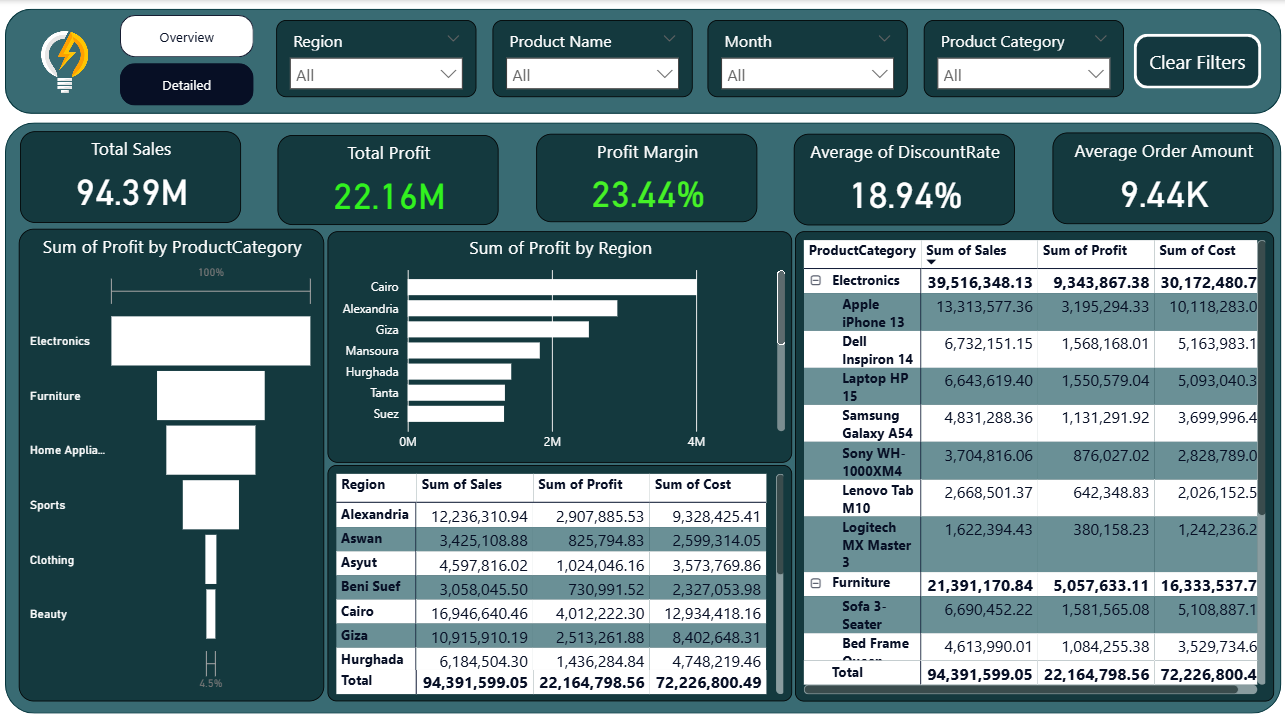 Overview
Detailed
Region
All
Product Name
All
Month
All
Product Category
All
Clear Filters
Total Sales
94.39M
Total Profit
22.16M
Profit Margin
23.44%
Average of DiscountRate
18.94%
Average Order Amount
9.44K
Sum of Profit by ProductCategory
100%
Electronics
Furniture
Home Applia...
Sports
Clothing
Beauty
4.5%
Sum of Profit by Region
Cairo
Alexandria
Giza
Mansoura
Hurghada
Tanta
Suez
0M 2M 4M
Region Sum of Sales Sum of Profit Sum of Cost
Alexandria 12,236,310.94 2,907,885.53 9,328,425.41
Aswan 3,425,108.88 825,794.83 2,599,314.05
Asyut 4,597,816.02 1,024,046.16 3,573,769.86
Beni Suef 3,058,045.50 730,991.52 2,327,053.98
Cairo 16,946,640.46 4,012,222.30 12,934,418.16
Giza 10,915,910.19 2,513,261.88 8,402,648.31
Hurghada 6,184,504.30 1,436,284.84 4,748,219.46
Total 94,391,599.05 22,164,798.56 72,226,800.49
ProductCategory Sum of Sales Sum of Profit Sum of Cost
Electronics 39,516,348.13 9,343,867.38 30,172,480.7
Apple 13,313,577.36 3,195,294.33 10,118,283.0
iPhone 13
Dell 6,732,151.15 1,568,168.01 5,163,983.1
Inspiron 14
Laptop HP 6,643,619.40 1,550,579.04 5,093,040.3
15
Samsung 4,831,288.36 1,131,291.92 3,699,996.4
Galaxy A54
Sony WH- 3,704,816.06 876,027.02 2,828,789.0
1000XM4
Lenovo Tab 2,668,501.37 642,348.83 2,026,152.5
M10
Logitech 1,622,394.43 380,158.23 1,242,236.2
MX Master
3
Furniture 21,391,170.84 5,057,633.11 16,333,537.7
Sofa 3- 6,690,452.22 1,581,565.08 5,108,887.1
Seater
Bed Frame 4,613,990.01 1,084,255.38 3,529,734.6
Total 94,391,599.05 22,164,798.56 72,226,800.4